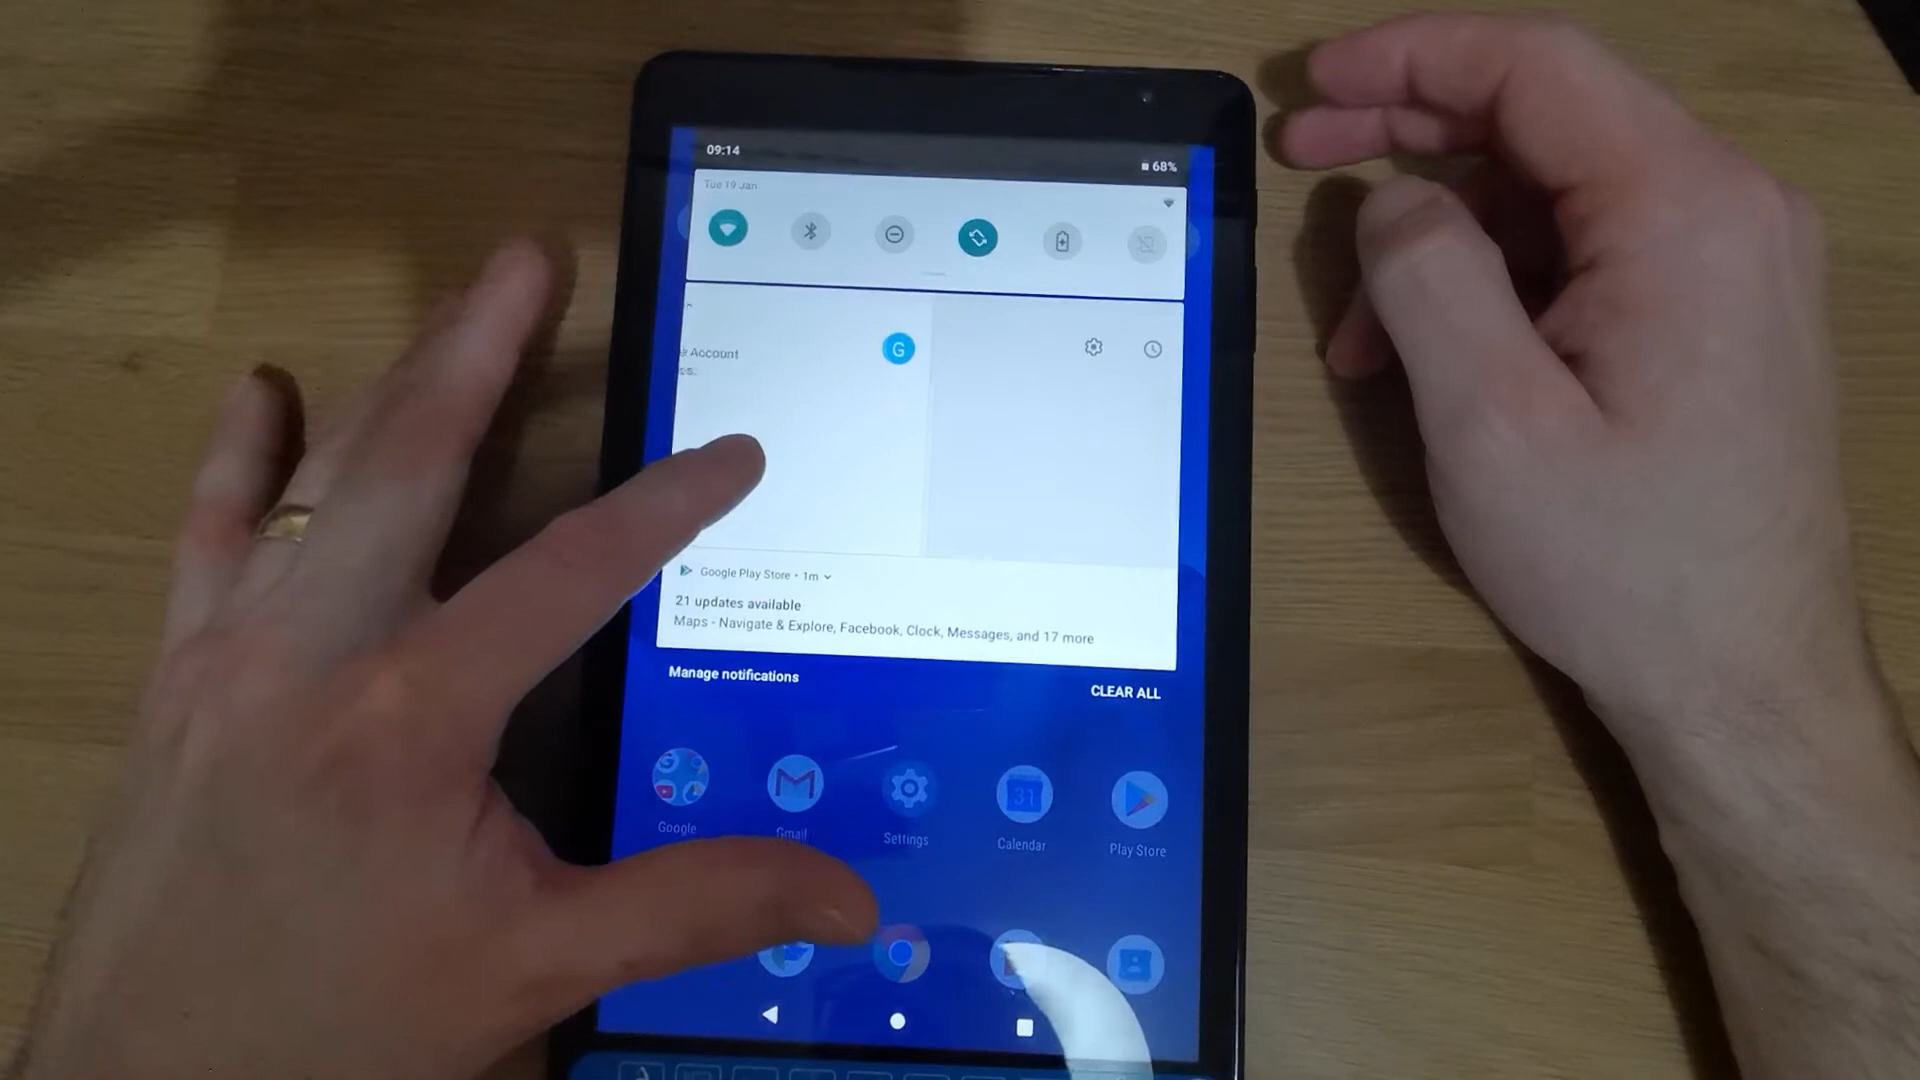 09:14
68%
Tue 19 Jan
G
Account
Google Play Store • 1m
21 updates available
Maps - Navigate & Explore, Facebook, Clock, Messages, and 17 more
Manage notifications
CLEAR ALL
31
Google
Gmail
Settings
Calendar
Play Store